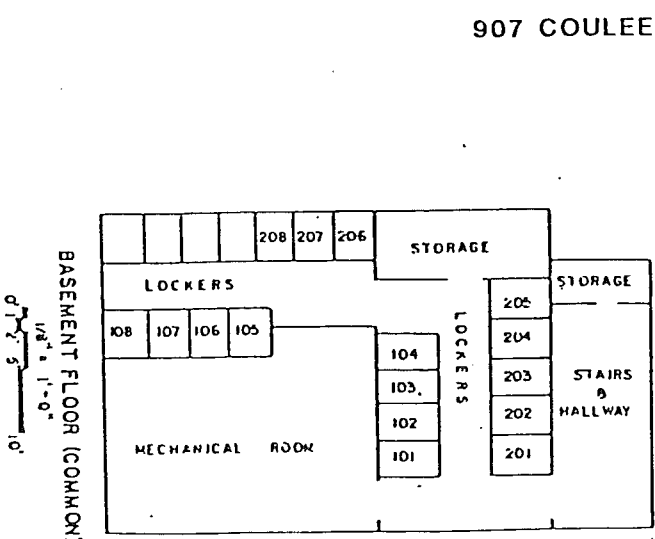 907 COULEE
208 207 206
STORAGE
LOCKERS
STORAGE
108 107 106 105
205
204
203
202
201
LOCKERS
104
103
102
101
STAIRS
&
HALLWAY
MECHANICAL ROOM
BASEMENT FLOOR (COMMON)
1/8" = 1'-0"
0' 1' 2' 5' 10'